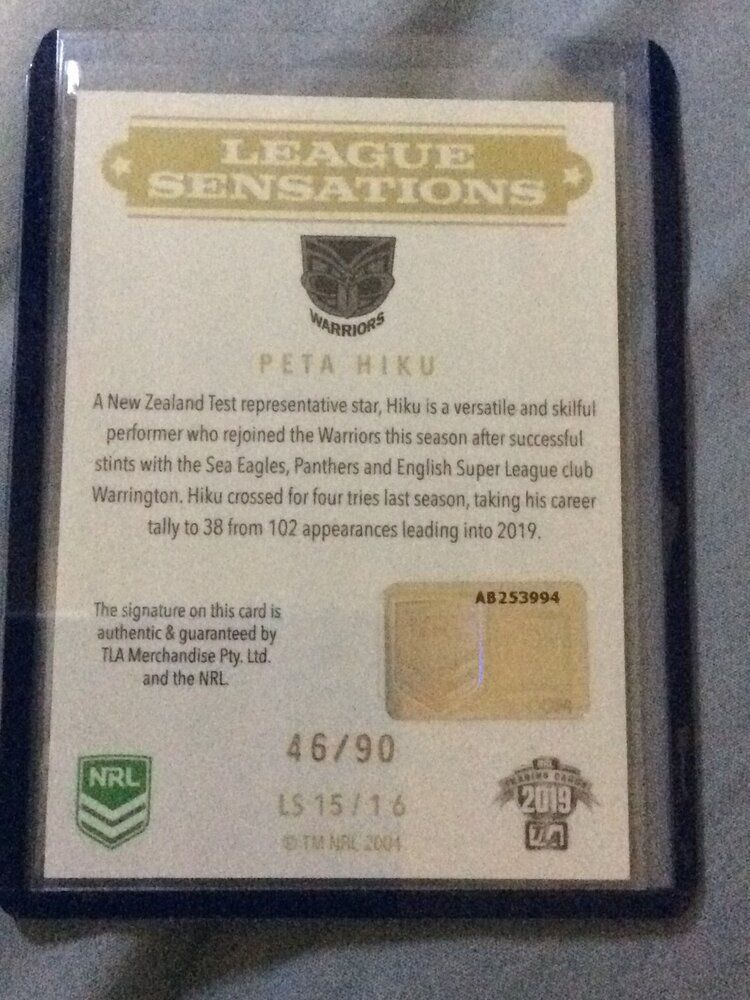 LEAGUE
SENSATIONS
WARRIORS
PETA HIKU
A New Zealand Test representative star, Hiku is a versatile and skilful
performer who rejoined the Warriors this season after successful
stints with the Sea Eagles, Panthers and English Super League club
Warrington. Hiku crossed for four tries last season, taking his career
tally to 38 from 102 appearances leading into 2019.
The signature on this card is
authentic & guaranteed by
TLA Merchandise Pty. Ltd.
and the NRL.
AB253994
46/90
LS 15/16
© TM NRL 2004
NRL
TRADING CARDS
2019
TLA